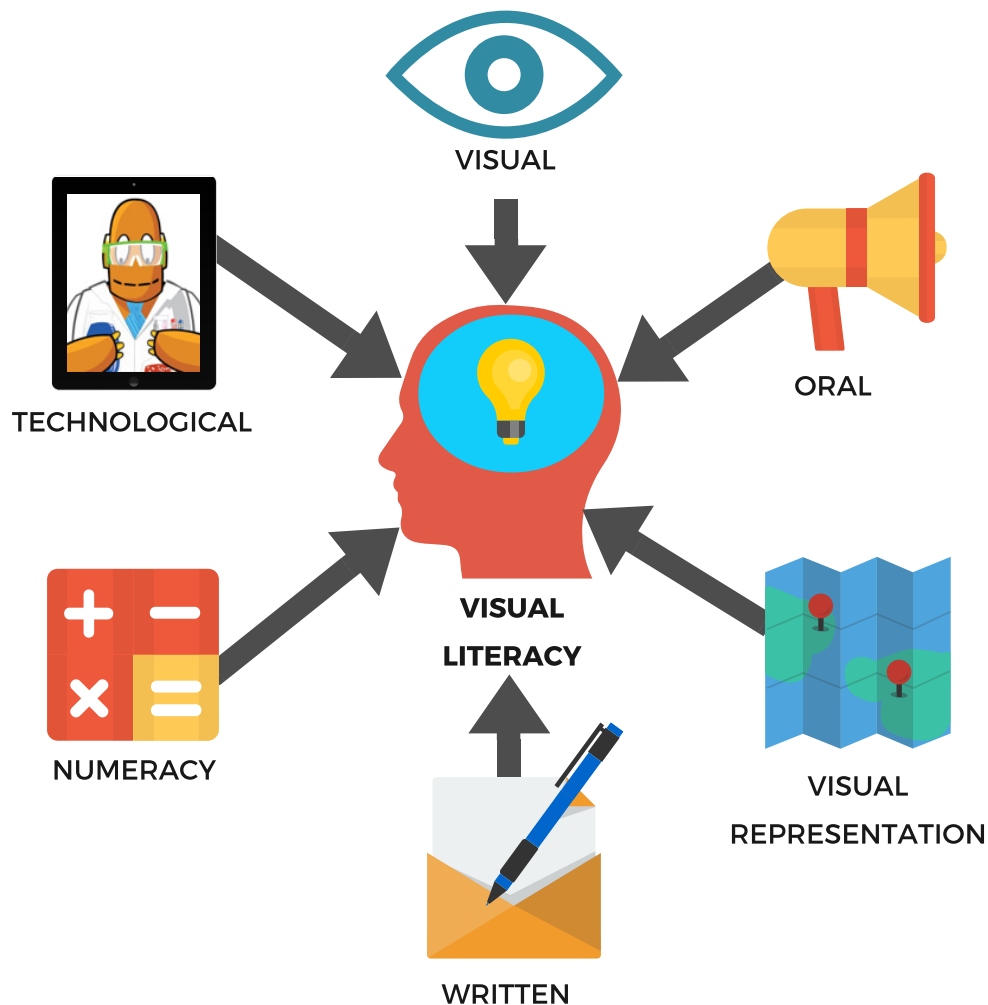 VISUAL
ORAL
TECHNOLOGICAL
VISUAL
LITERACY
NUMERACY
VISUAL
REPRESENTATION
WRITTEN